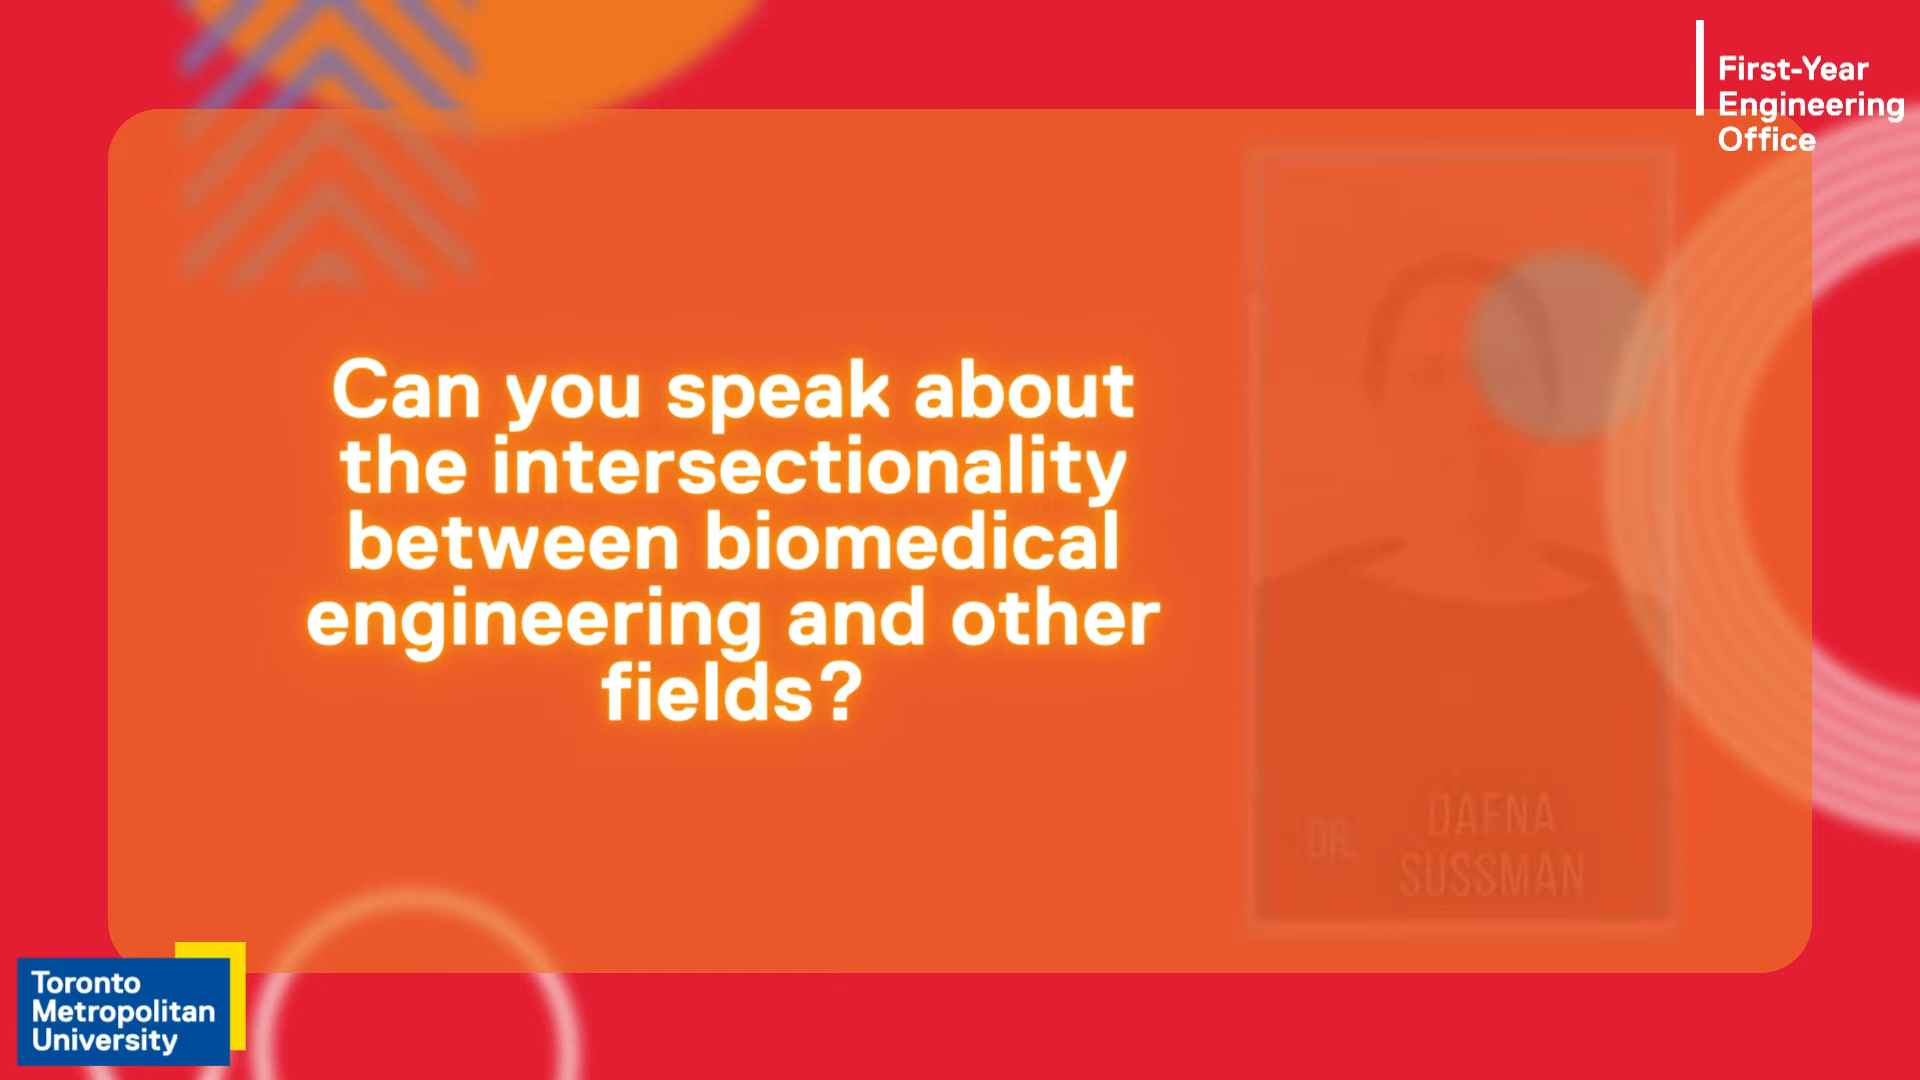 First-Year
Engineering
Office
Can you speak about
the intersectionality
between biomedical
engineering and other
fields?
DR.
DAFNA
SUSSMAN
Toronto
Metropolitan
University